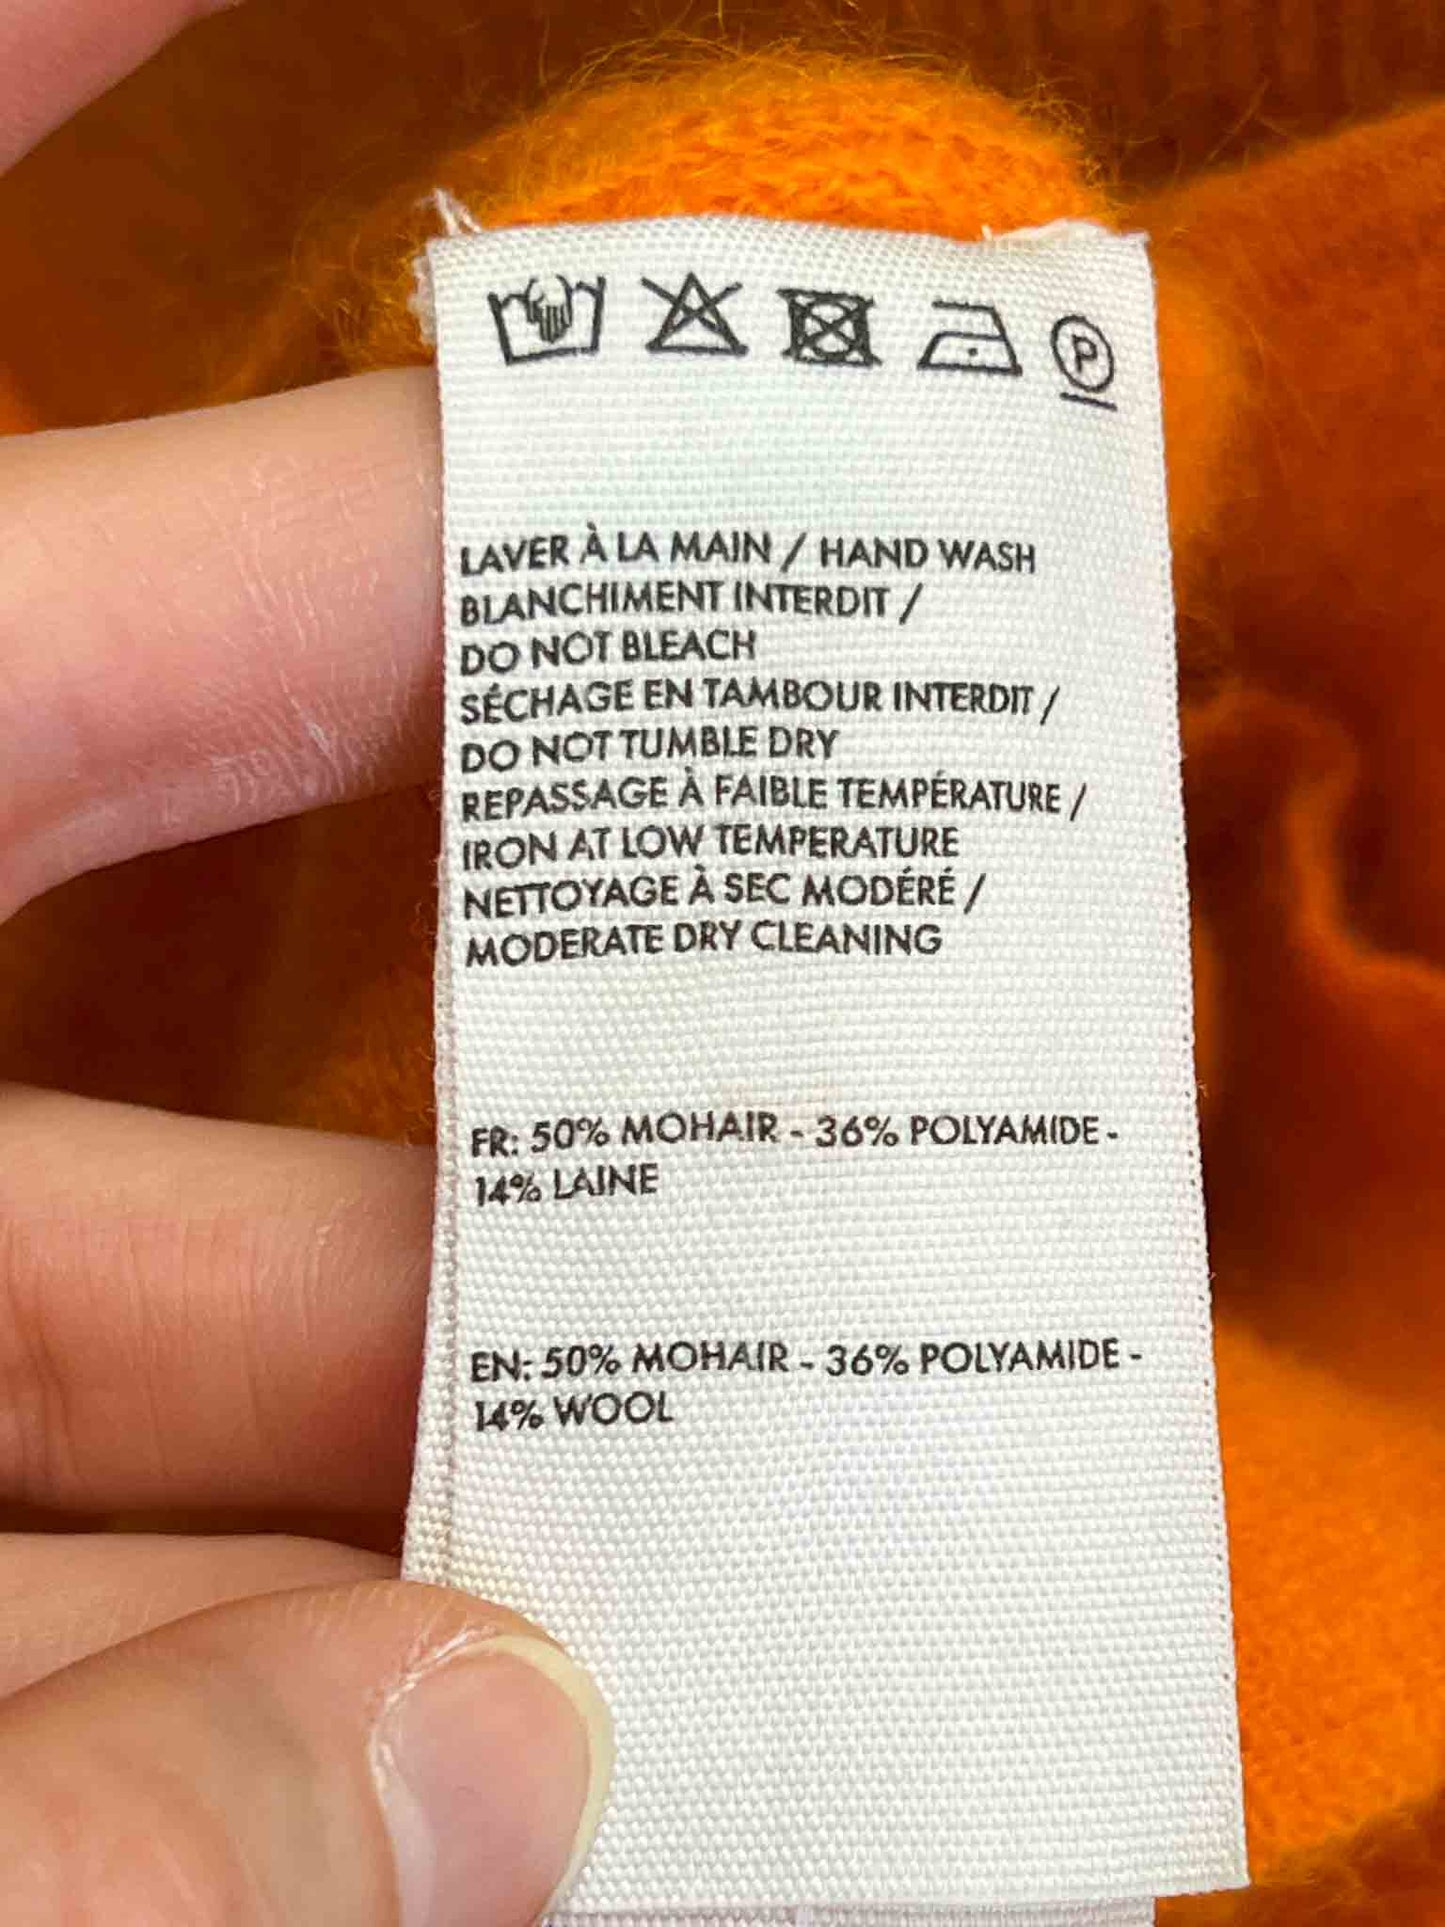 P
LAVER À LA MAIN / HAND WASH
BLANCHIMENT INTERDIT /
DO NOT BLEACH
SÉCHAGE EN TAMBOUR INTERDIT /
DO NOT TUMBLE DRY
REPASSAGE À FAIBLE TEMPÉRATURE /
IRON AT LOW TEMPERATURE
NETTOYAGE À SEC MODÉRÉ /
MODERATE DRY CLEANING
FR: 50% MOHAIR - 36% POLYAMIDE -
14% LAINE
EN: 50% MOHAIR - 36% POLYAMIDE -
14% WOOL